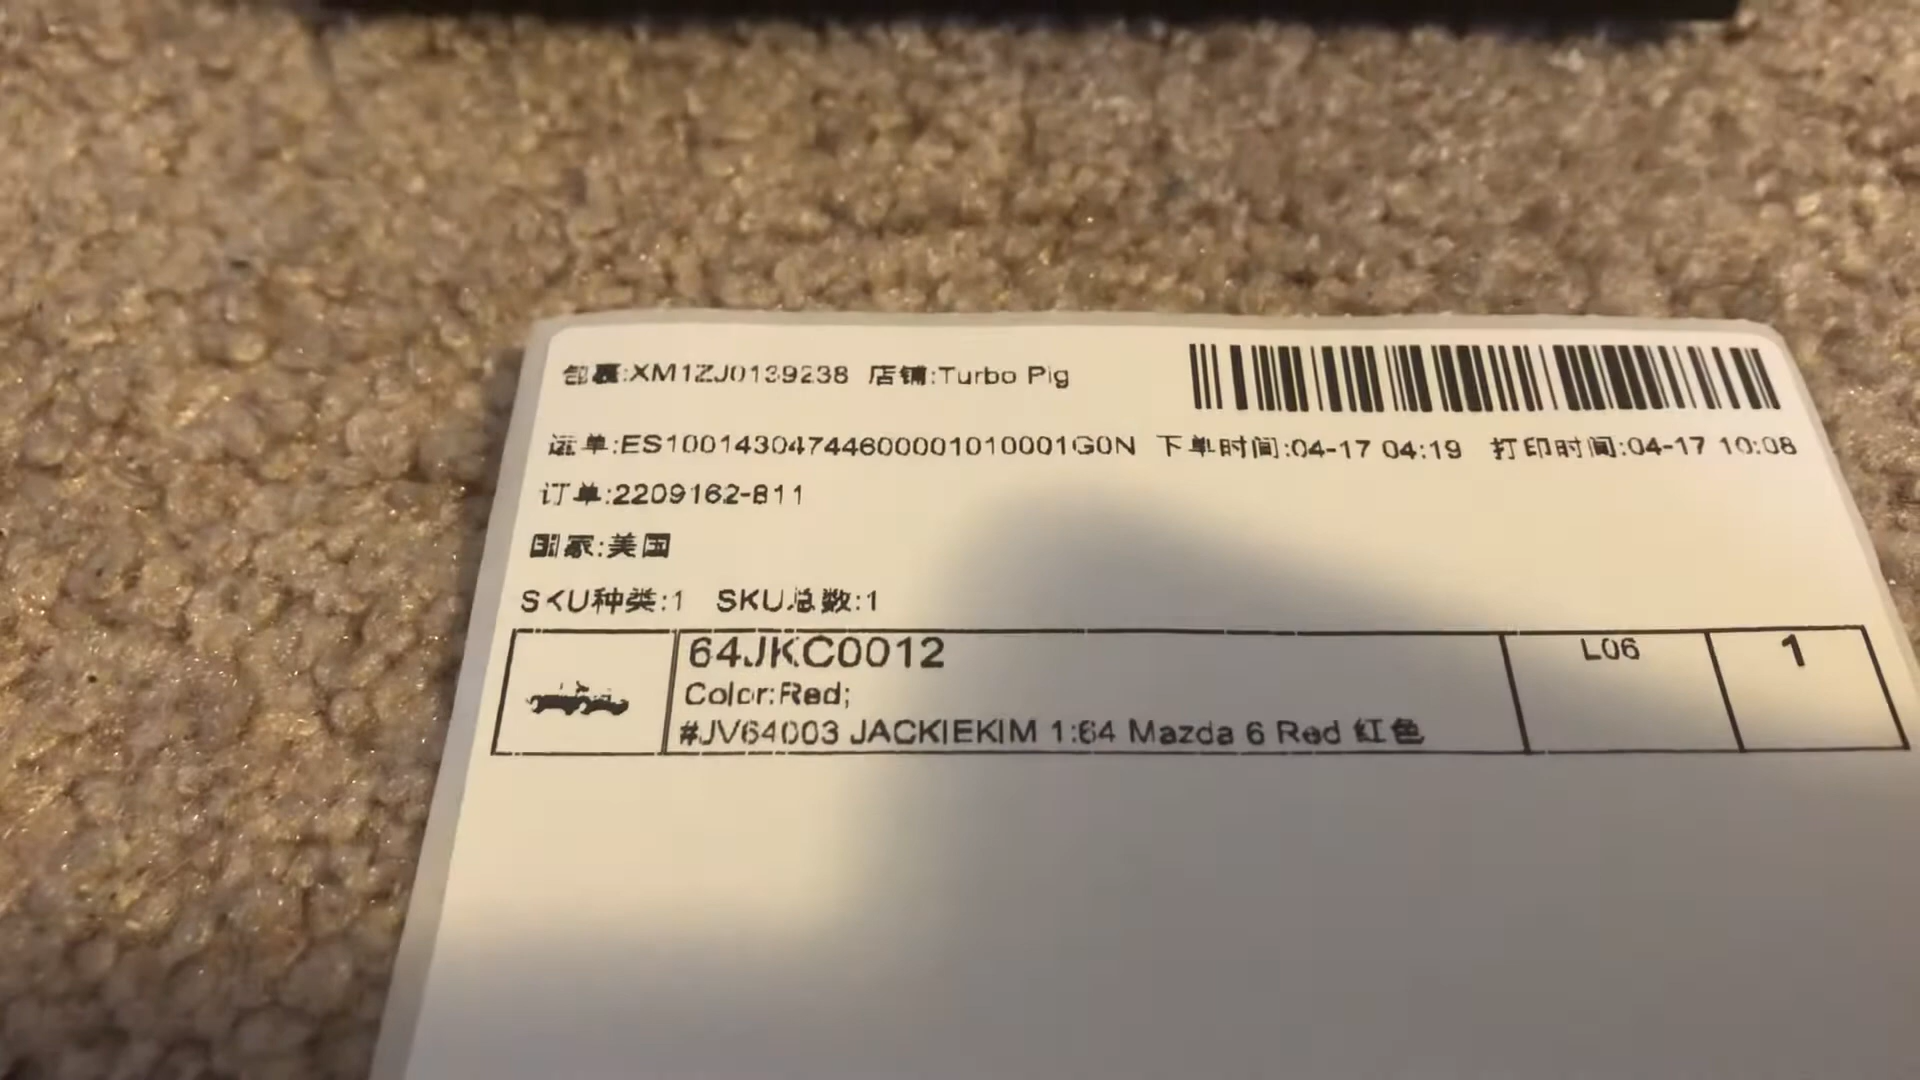 包裹:XM1ZJ0139238 店铺:Turbo Pig
运单:ES10014304744600001010001G0N 下单时间:04-17 04:19 打印时间:04-17 10:08
订单:2209162-811
国家:美国
SKU种类:1 SKU总数:1
64JKC0012 L06 1
Color:Red;
#JV64003 JACKIEKIM 1:64 Mazda 6 Red 红色